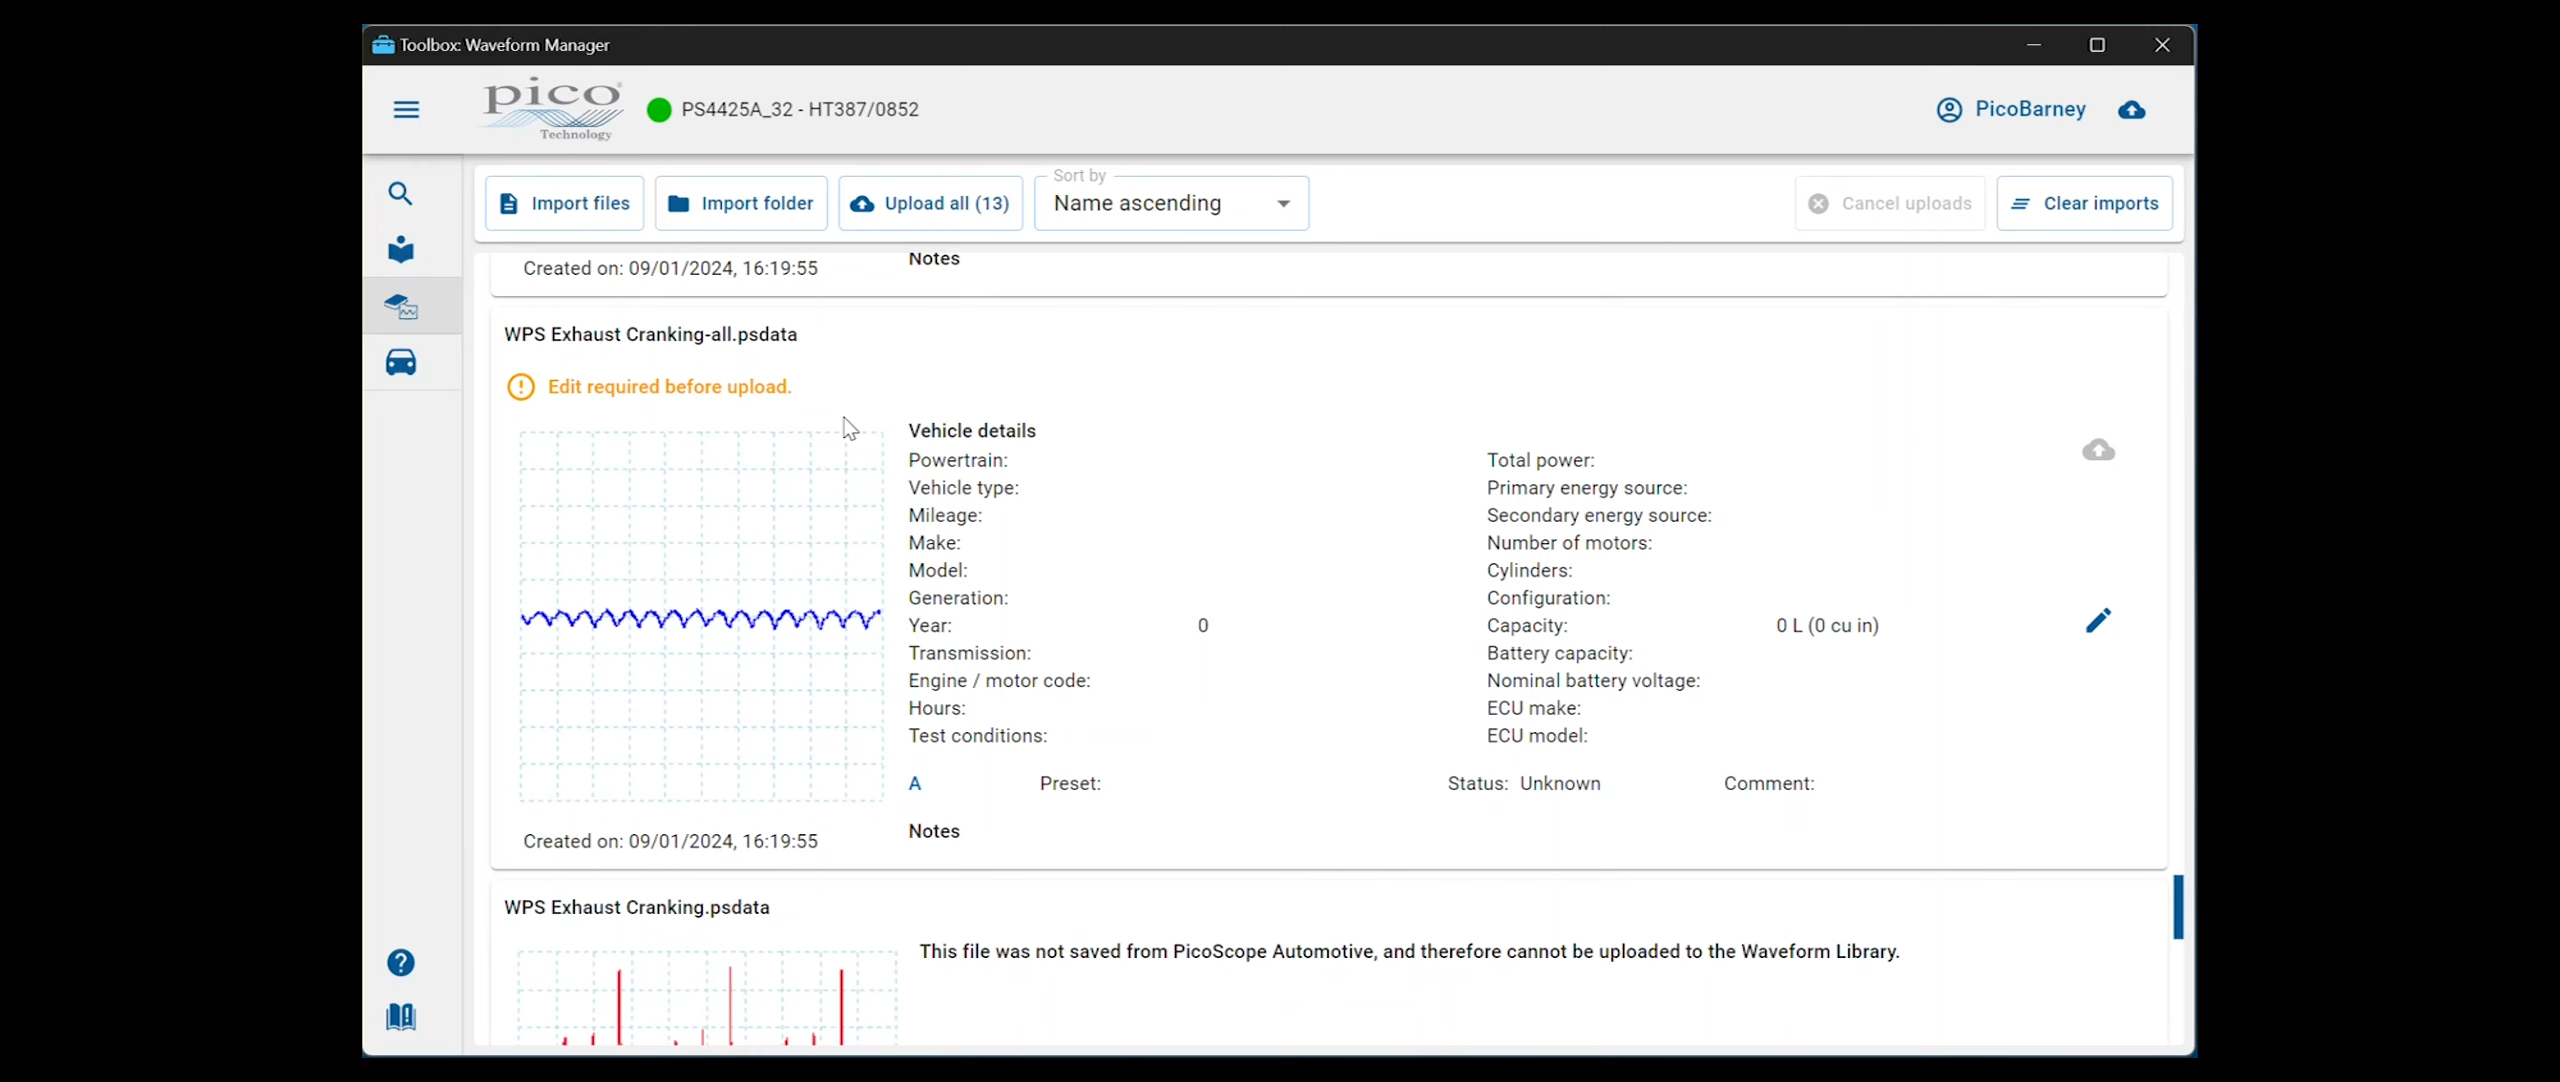 Toolbox: Waveform Manager
pico
Technology
PS4425A_32 - HT387/0852
PicoBarney
Import files
Import folder
Upload all (13)
Sort by
Name ascending
Cancel uploads
Clear imports
Created on: 09/01/2024, 16:19:55
Notes
WPS Exhaust Cranking-all.psdata
Edit required before upload.
Vehicle details
Powertrain:
Total power:
Vehicle type:
Primary energy source:
Mileage:
Secondary energy source:
Make:
Number of motors:
Model:
Cylinders:
Generation:
Configuration:
Year: 0
Capacity: 0 L (0 cu in)
Transmission:
Battery capacity:
Engine / motor code:
Nominal battery voltage:
Hours:
ECU make:
Test conditions:
ECU model:
A Preset: Status: Unknown Comment:
Created on: 09/01/2024, 16:19:55
Notes
WPS Exhaust Cranking.psdata
This file was not saved from PicoScope Automotive, and therefore cannot be uploaded to the Waveform Library.